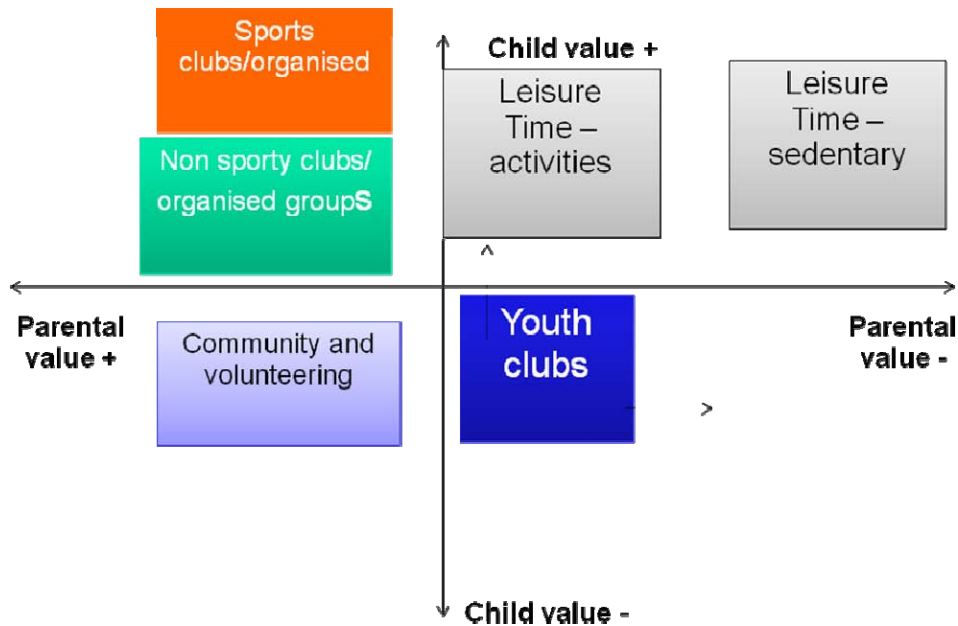 Sports
clubs/organised
Non sporty clubs/
organised groupS
Child value +
Leisure
Time –
activities
Leisure
Time –
sedentary
Parental
value +
Parental
value -
Community and
volunteering
Youth
clubs
Child value -